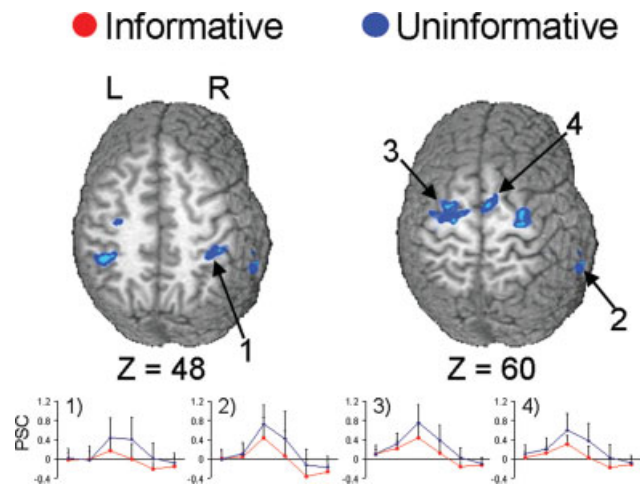 Informative Uninformative
L R
3 4
1 2
Z = 48 Z = 60
1) 2) 3) 4)
PSC
1.2 1.2 1.2 1.2
0.8 0.8 0.8 0.8
0.4 0.4 0.4 0.4
0 0 0 0
-0.4 -0.4 -0.4 -0.4